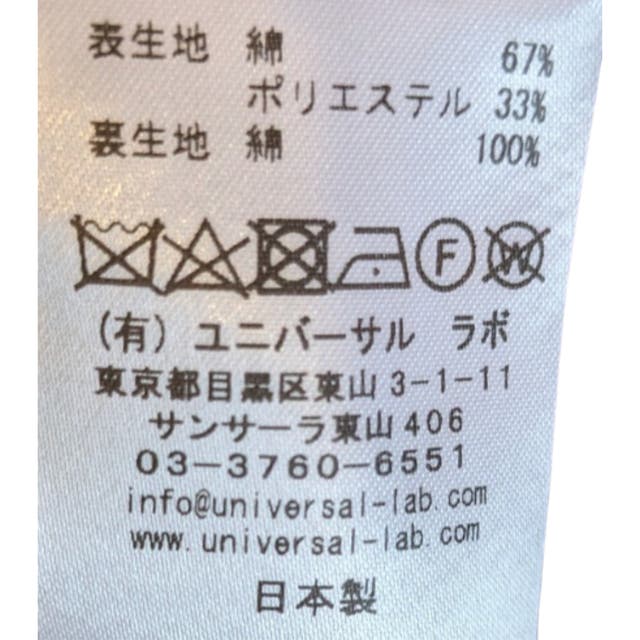 表生地 綿 67%
ポリエステル 33%
裏生地 綿 100%
F W
(有) ユニバーサル ラボ
東京都目黒区東山3-1-11
サンサーラ東山406
03-3760-6551
info@universal-lab.com
www.universal-lab.com
日本製